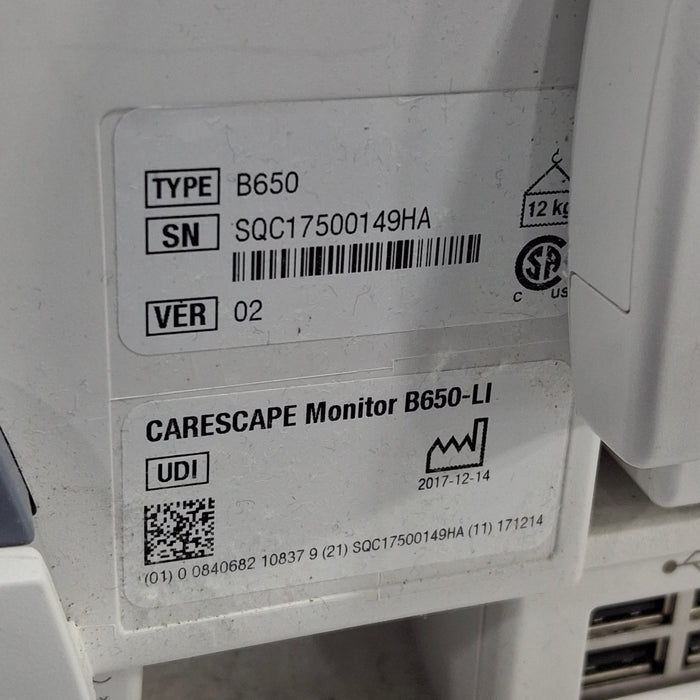 TYPE B650
SN SQC17500149HA
12 kg
SA
C US
VER 02
CARESCAPE Monitor B650-LI
UDI
2017-12-14
(01) 0 0840682 10837 9 (21) SQC17500149HA (11) 171214